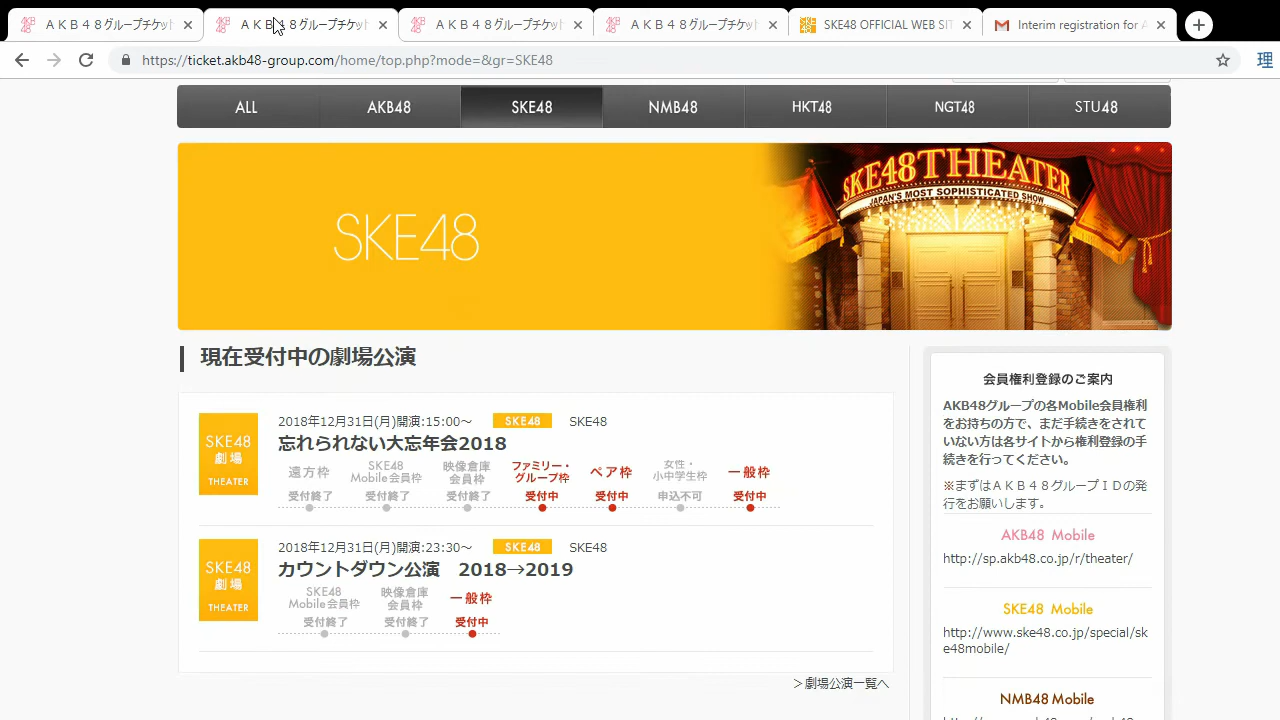 ＡＫＢ４８グループチケット
ＡＫＢ４８グループチケット
ＡＫＢ４８グループチケット
ＡＫＢ４８グループチケット
SKE48 OFFICIAL WEB SIT
Interim registration for A
https://ticket.akb48-group.com/home/top.php?mode=&gr=SKE48
理
ALL AKB48 SKE48 NMB48 HKT48 NGT48 STU48
SKE48
SKE48 THEATER
JAPAN'S MOST SOPHISTICATED SHOW
現在受付中の劇場公演
SKE48
劇場
THEATER
2018年12月31日(月)開演:15:00～ SKE48 SKE48
忘れられない大忘年会2018
遠方枠
受付終了
SKE48
Mobile会員枠
受付終了
映像倉庫
会員枠
受付終了
ファミリー・
グループ枠
受付中
ペア枠
受付中
女性・
小中学生枠
申込不可
一般枠
受付中
SKE48
劇場
THEATER
2018年12月31日(月)開演:23:30～ SKE48 SKE48
カウントダウン公演　2018→2019
SKE48
Mobile会員枠
受付終了
映像倉庫
会員枠
受付終了
一般枠
受付中
＞劇場公演一覧へ
会員権利登録のご案内
AKB48グループの各Mobile会員権利
をお持ちの方で、まだ手続きをされて
いない方は各サイトから権利登録の手
続きを行ってください。
※まずはＡＫＢ４８グループＩＤの発
行をお願いします。
AKB48 Mobile
http://sp.akb48.co.jp/r/theater/
SKE48 Mobile
http://www.ske48.co.jp/special/sk
e48mobile/
NMB48 Mobile